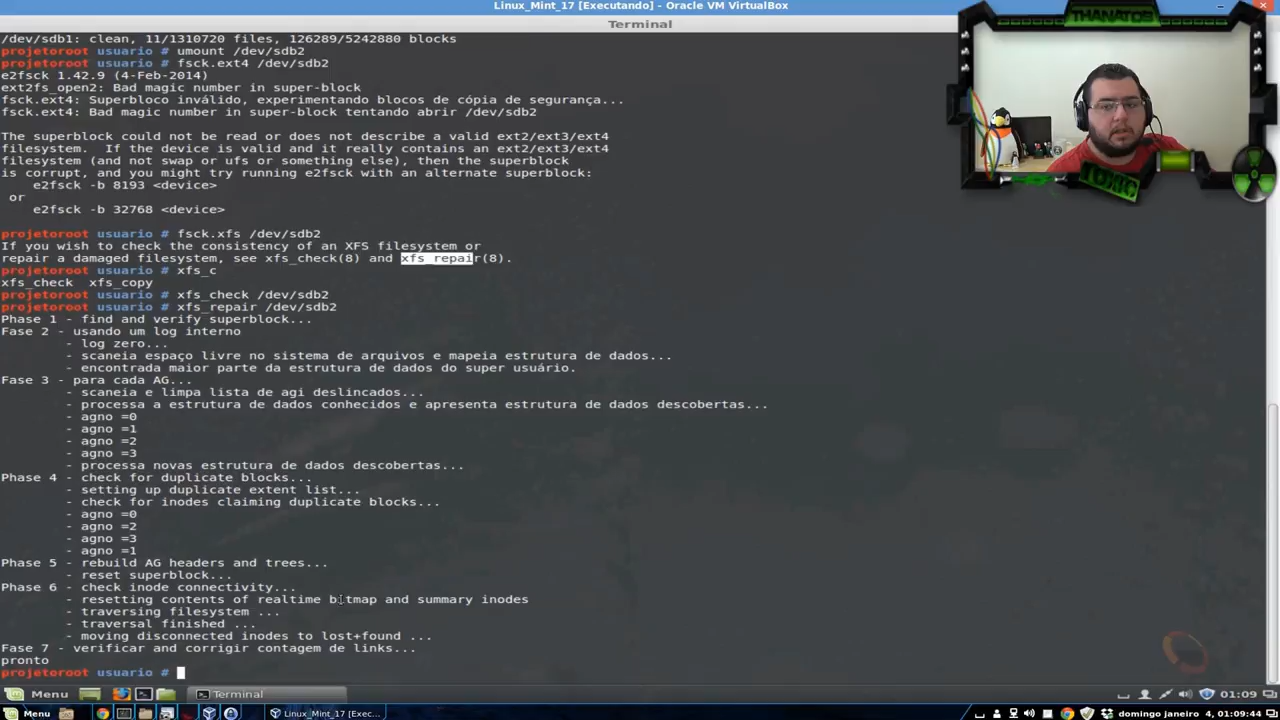 Linux_Mint_17 [Executando] - Oracle VM VirtualBox
Terminal
THANATOS
TORG
/dev/sdb1: clean, 11/1310720 files, 126289/5242880 blocks
projetoroot usuario # umount /dev/sdb2
projetoroot usuario # fsck.ext4 /dev/sdb2
e2fsck 1.42.9 (4-Feb-2014)
ext2fs_open2: Bad magic number in super-block
fsck.ext4: Superbloco inválido, experimentando blocos de cópia de segurança...
fsck.ext4: Bad magic number in super-block tentando abrir /dev/sdb2
The superblock could not be read or does not describe a valid ext2/ext3/ext4
filesystem.  If the device is valid and it really contains an ext2/ext3/ext4
filesystem (and not swap or ufs or something else), then the superblock
is corrupt, and you might try running e2fsck with an alternate superblock:
    e2fsck -b 8193 <device>
 or
    e2fsck -b 32768 <device>
projetoroot usuario # fsck.xfs /dev/sdb2
If you wish to check the consistency of an XFS filesystem or
repair a damaged filesystem, see xfs_check(8) and xfs_repair(8).
projetoroot usuario # xfs_c
xfs_check  xfs_copy
projetoroot usuario # xfs_check /dev/sdb2
projetoroot usuario # xfs_repair /dev/sdb2
Phase 1 - find and verify superblock...
Fase 2 - usando um log interno
        - log zero...
        - scaneia espaço livre no sistema de arquivos e mapeia estrutura de dados...
        - encontrada maior parte da estrutura de dados do super usuário.
Fase 3 - para cada AG...
        - scaneia e limpa lista de agi deslincados...
        - processa a estrutura de dados conhecidos e apresenta estrutura de dados descobertas...
        - agno =0
        - agno =1
        - agno =2
        - agno =3
        - processa novas estrutura de dados descobertas...
Phase 4 - check for duplicate blocks...
        - setting up duplicate extent list...
        - check for inodes claiming duplicate blocks...
        - agno =0
        - agno =2
        - agno =3
        - agno =1
Phase 5 - rebuild AG headers and trees...
        - reset superblock...
Phase 6 - check inode connectivity...
        - resetting contents of realtime bitmap and summary inodes
        - traversing filesystem ...
        - traversal finished ...
        - moving disconnected inodes to lost+found ...
Fase 7 - verificar and corrigir contagem de links...
pronto
projetoroot usuario #
Menu Terminal 01:09
Menu Linux_Mint_17 [Exec... domingo janeiro  4, 01:09:44